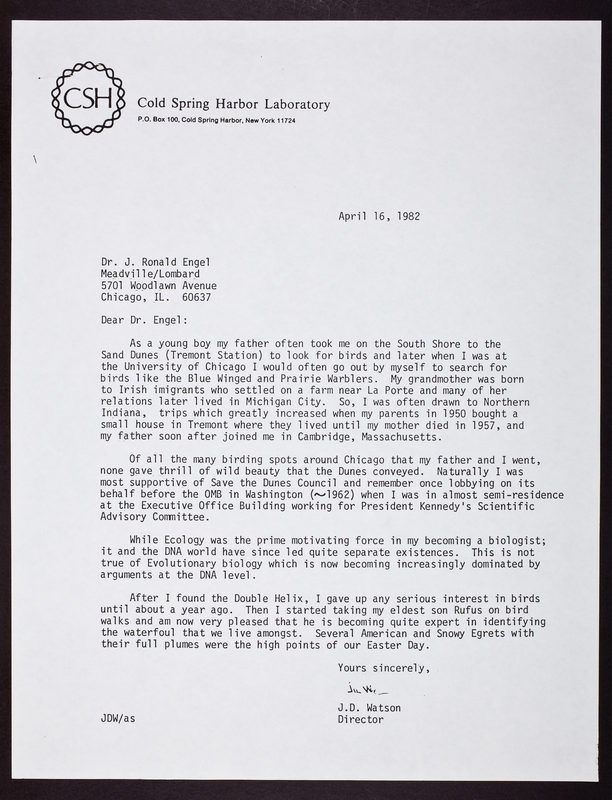 CSH
Cold Spring Harbor Laboratory
P.O. Box 100, Cold Spring Harbor, New York 11724
April 16, 1982
Dr. J. Ronald Engel
Meadville/Lombard
5701 Woodlawn Avenue
Chicago, IL. 60637
Dear Dr. Engel:
As a young boy my father often took me on the South Shore to the
Sand Dunes (Tremont Station) to look for birds and later when I was at
the University of Chicago I would often go out by myself to search for
birds like the Blue Winged and Prairie Warblers. My grandmother was born
to Irish imigrants who settled on a farm near La Porte and many of her
relations later lived in Michigan City. So, I was often drawn to Northern
Indiana, trips which greatly increased when my parents in 1950 bought a
small house in Tremont where they lived until my mother died in 1957, and
my father soon after joined me in Cambridge, Massachusetts.
Of all the many birding spots around Chicago that my father and I went,
none gave thrill of wild beauty that the Dunes conveyed. Naturally I was
most supportive of Save the Dunes Council and remember once lobbying on its
behalf before the OMB in Washington (~1962) when I was in almost semi-residence
at the Executive Office Building working for President Kennedy's Scientific
Advisory Committee.
While Ecology was the prime motivating force in my becoming a biologist;
it and the DNA world have since led quite separate existences. This is not
true of Evolutionary biology which is now becoming increasingly dominated by
arguments at the DNA level.
After I found the Double Helix, I gave up any serious interest in birds
until about a year ago. Then I started taking my eldest son Rufus on bird
walks and am now very pleased that he is becoming quite expert in identifying
the waterfoul that we live amongst. Several American and Snowy Egrets with
their full plumes were the high points of our Easter Day.
Yours sincerely,
J.D. Watson
JDW/as Director